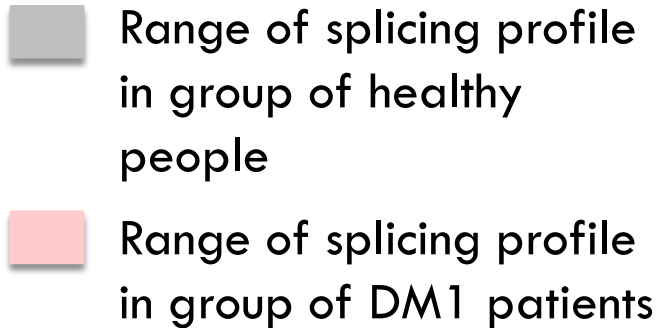 Range of splicing profile
in group of healthy
people
Range of splicing profile
in group of DM1 patients